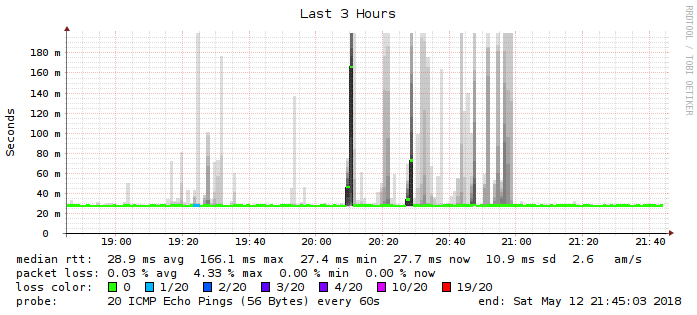 Last 3 Hours
RRDTOOL / TOBI OETIKER
Seconds
180 m
160 m
140 m
120 m
100 m
80 m
60 m
40 m
20 m
0
19:00 19:20 19:40 20:00 20:20 20:40 21:00 21:20 21:40
median rtt: 28.9 ms avg 166.1 ms max 27.4 ms min 27.7 ms now 10.9 ms sd 2.6 am/s
packet loss: 0.03 % avg 4.33 % max 0.00 % min 0.00 % now
loss color: 0 1/20 2/20 3/20 4/20 10/20 19/20
probe: 20 ICMP Echo Pings (56 Bytes) every 60s end: Sat May 12 21:45:03 2018